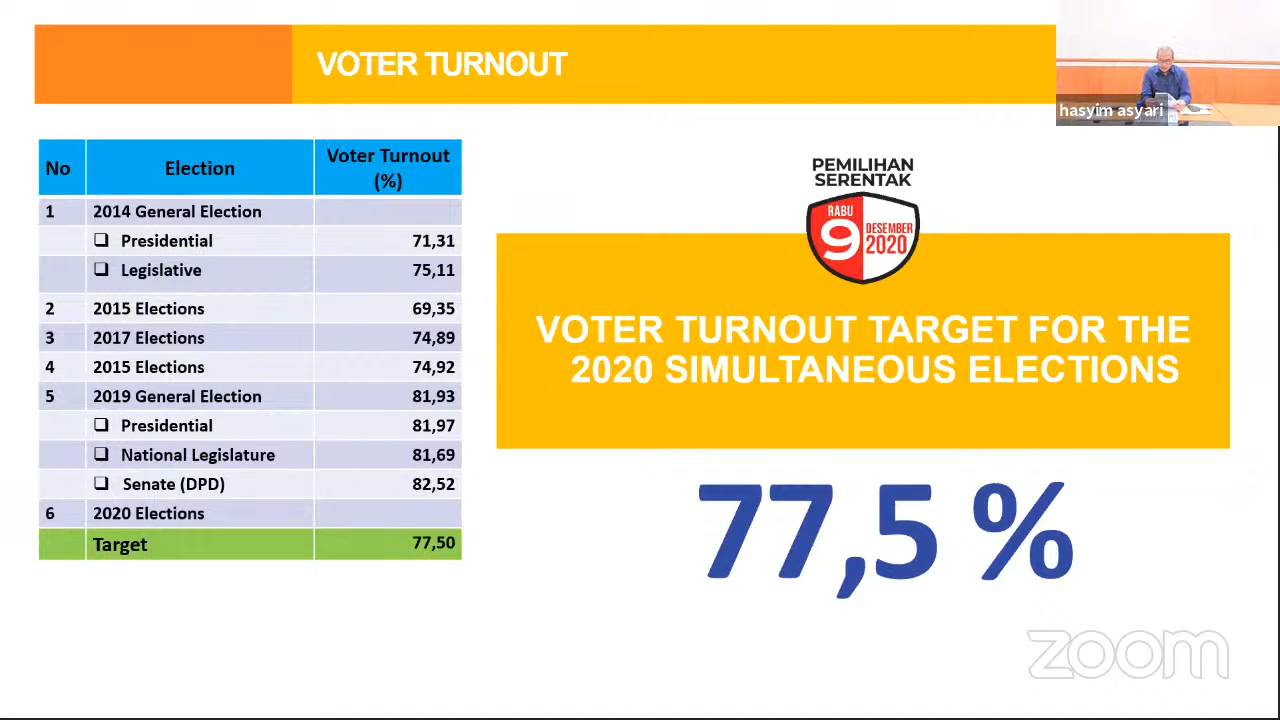 VOTER TURNOUT
hasyim asyari
No Election Voter Turnout (%)
1 2014 General Election
Presidential 71,31
Legislative 75,11
2 2015 Elections 69,35
3 2017 Elections 74,89
4 2015 Elections 74,92
5 2019 General Election 81,93
Presidential 81,97
National Legislature 81,69
Senate (DPD) 82,52
6 2020 Elections
Target 77,50
PEMILIHAN
SERENTAK
RABU
9
DESEMBER
2020
VOTER TURNOUT TARGET FOR THE
2020 SIMULTANEOUS ELECTIONS
77,5 %
zoom